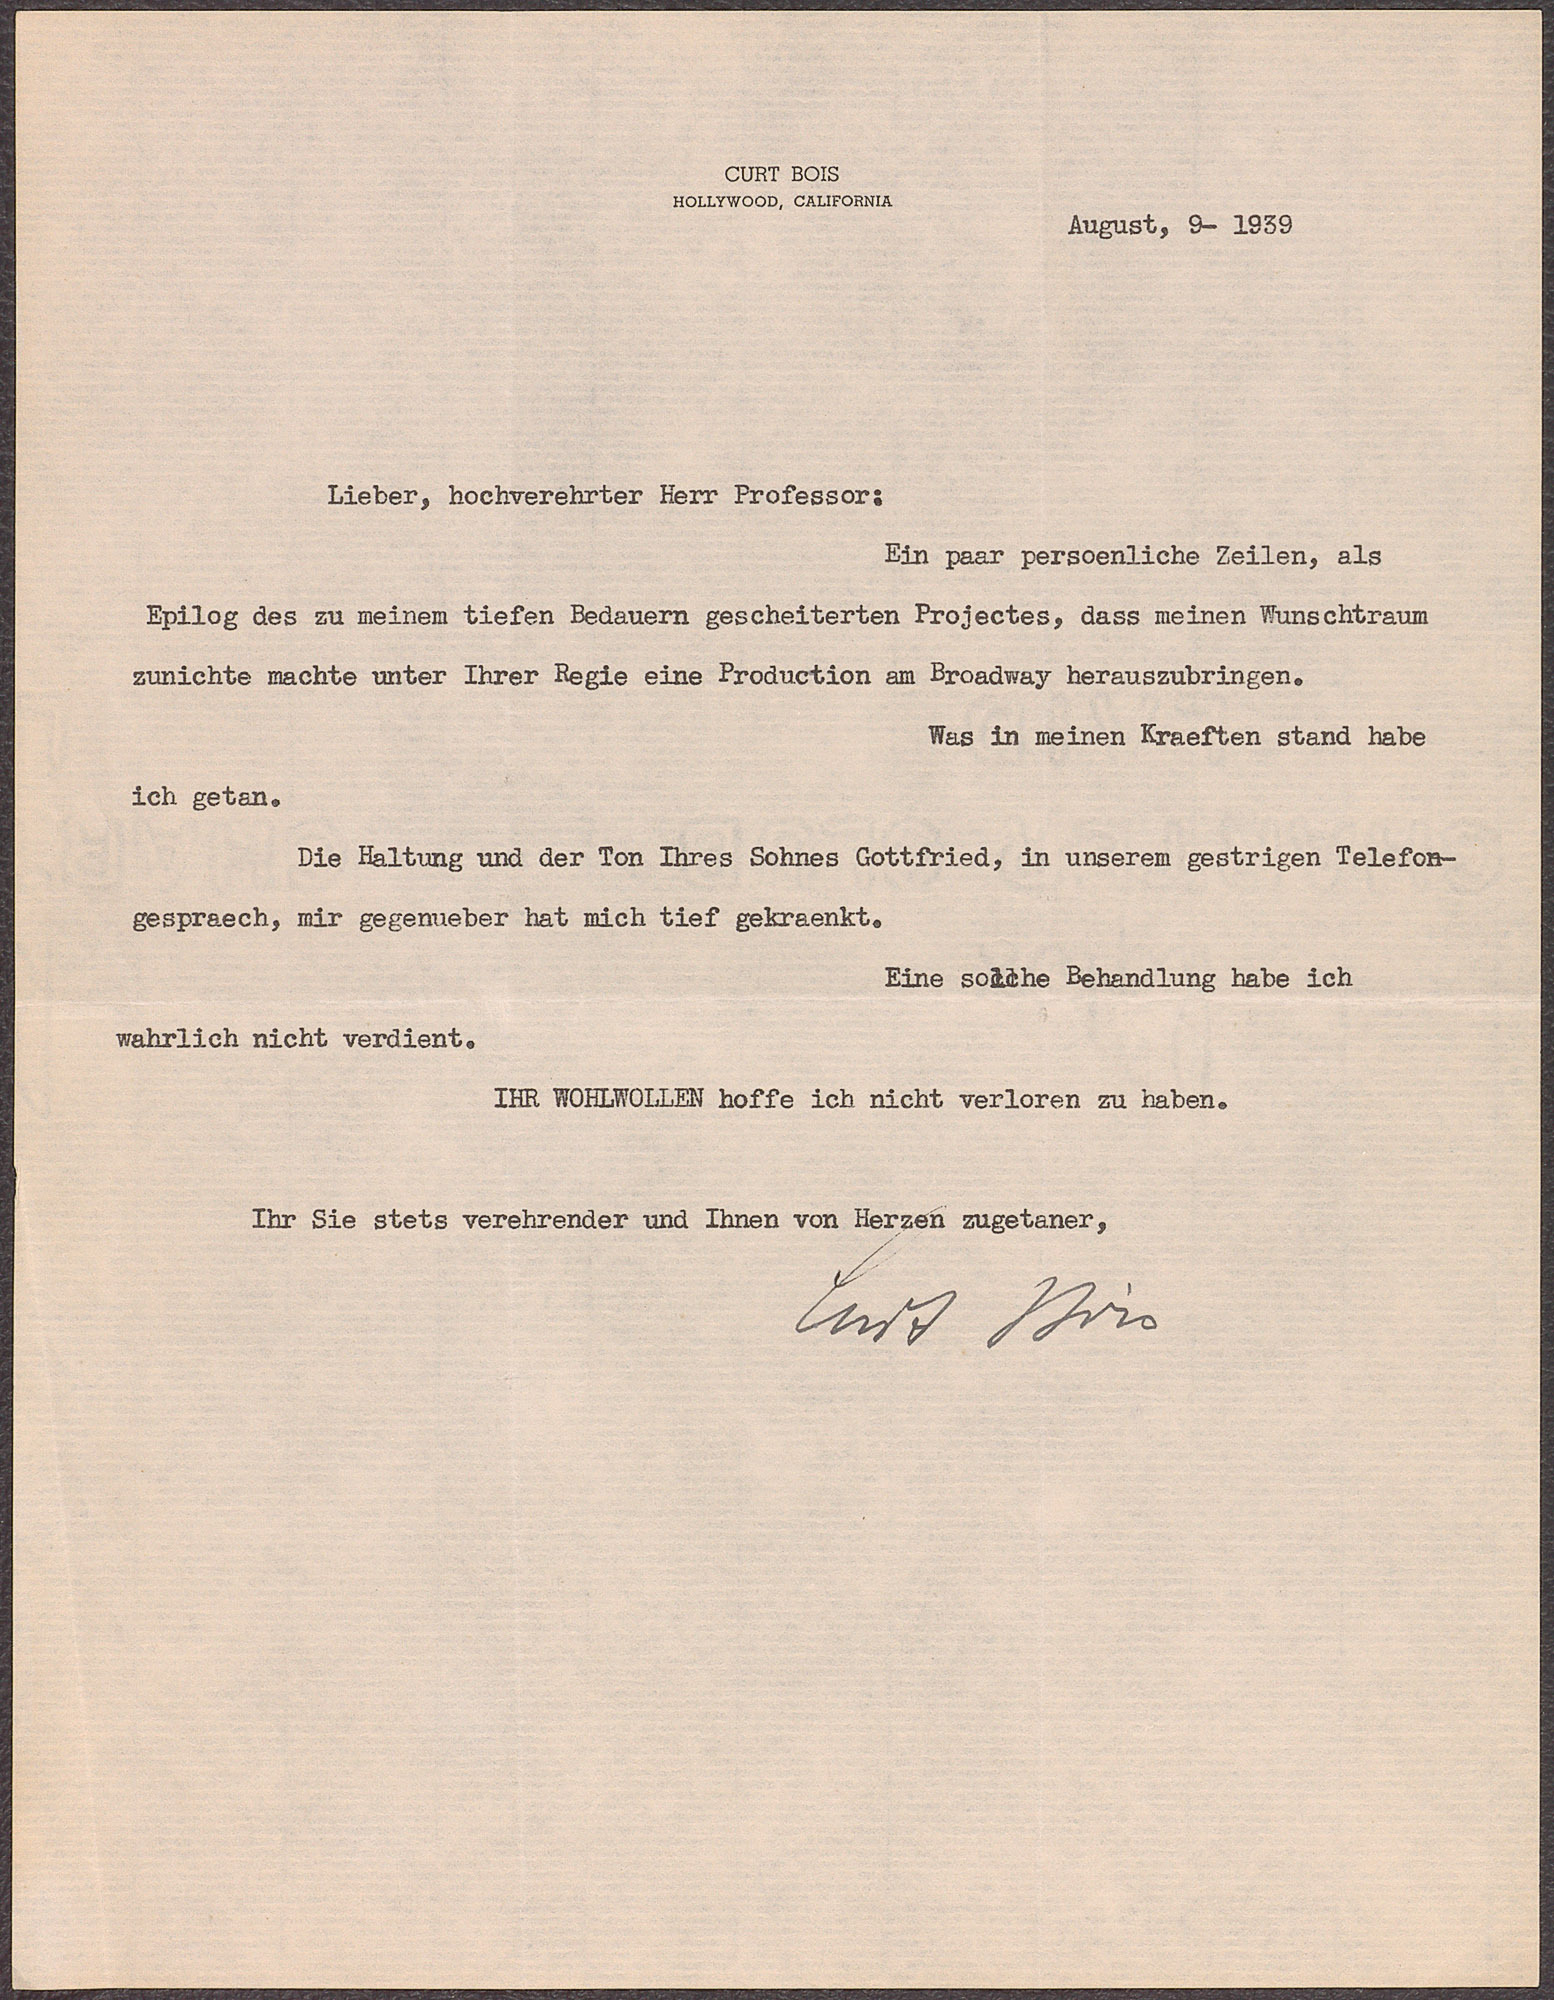 CURT BOIS
HOLLYWOOD, CALIFORNIA
August, 9- 1939
Lieber, hochverehrter Herr Professor:
Ein paar persoenliche Zeilen, als
Epilog des zu meinem tiefen Bedauern gescheiterten Projectes, dass meinen Wunschtraum
zunichte machte unter Ihrer Regie eine Production am Broadway herauszubringen.
Was in meinen Kraeften stand habe
ich getan.
Die Haltung und der Ton Ihres Sohnes Gottfried, in unserem gestrigen Telefon-
gespraech, mir gegenueber hat mich tief gekraenkt.
Eine solche Behandlung habe ich
wahrlich nicht verdient.
IHR WOHLWOLLEN hoffe ich nicht verloren zu haben.
Ihr Sie stets verehrender und Ihnen von Herzen zugetaner,
Curt Bois